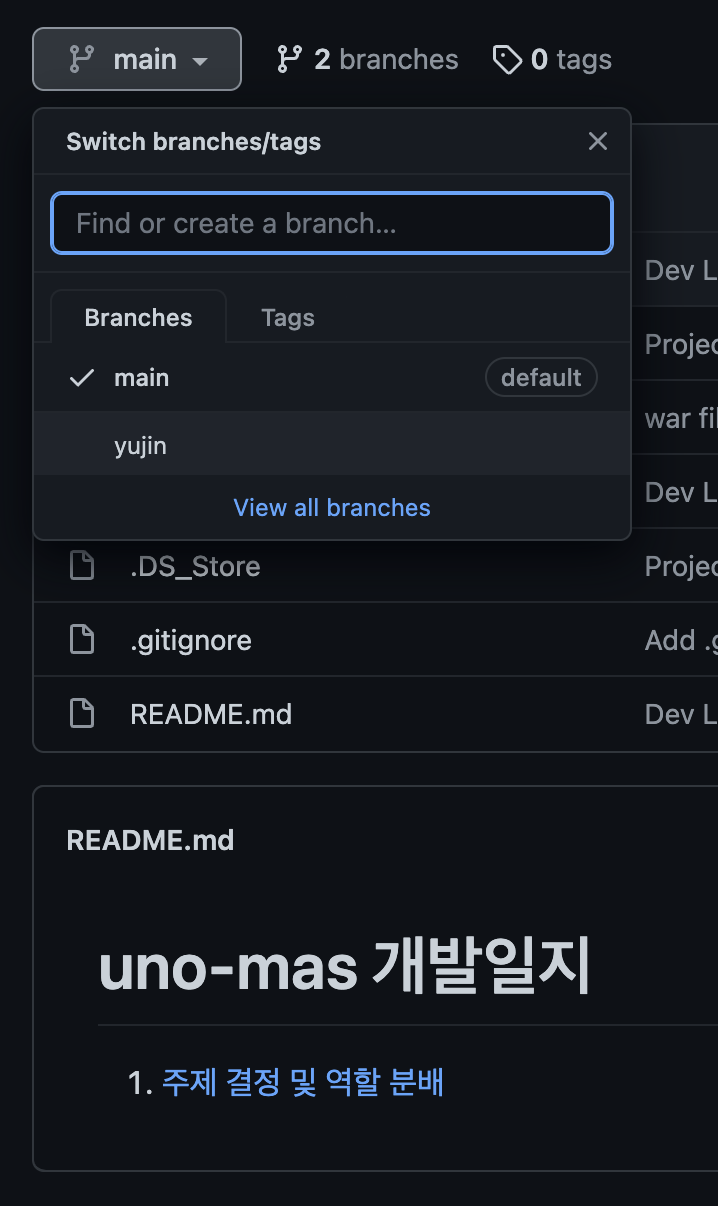 main
2 branches
0 tags
Switch branches/tags
Find or create a branch...
Branches
Tags
main
default
yujin
View all branches
Dev L
Projec
war fil
Dev L
.DS_Store
Projec
.gitignore
Add .g
README.md
Dev L
README.md
uno-mas 개발일지
1. 주제 결정 및 역할 분배